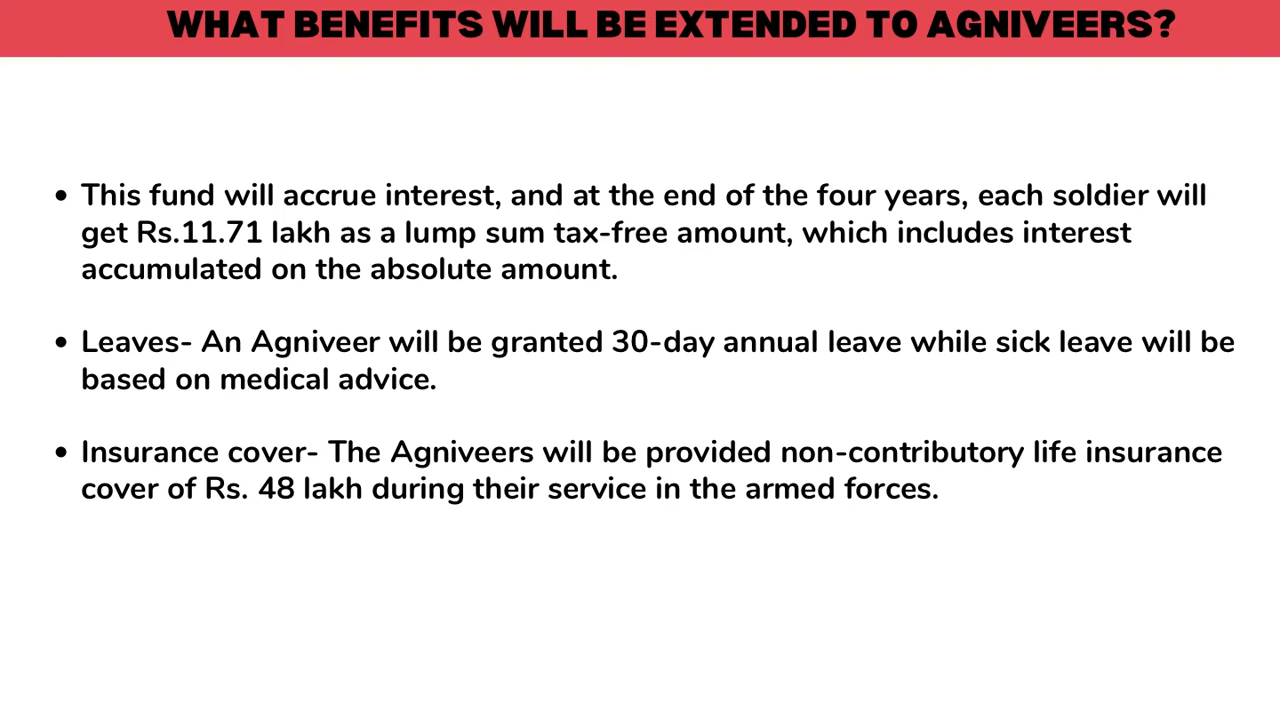 WHAT BENEFITS WILL BE EXTENDED TO AGNIVEERS?
• This fund will accrue interest, and at the end of the four years, each soldier will
get Rs.11.71 lakh as a lump sum tax-free amount, which includes interest
accumulated on the absolute amount.
• Leaves- An Agniveer will be granted 30-day annual leave while sick leave will be
based on medical advice.
• Insurance cover- The Agniveers will be provided non-contributory life insurance
cover of Rs. 48 lakh during their service in the armed forces.